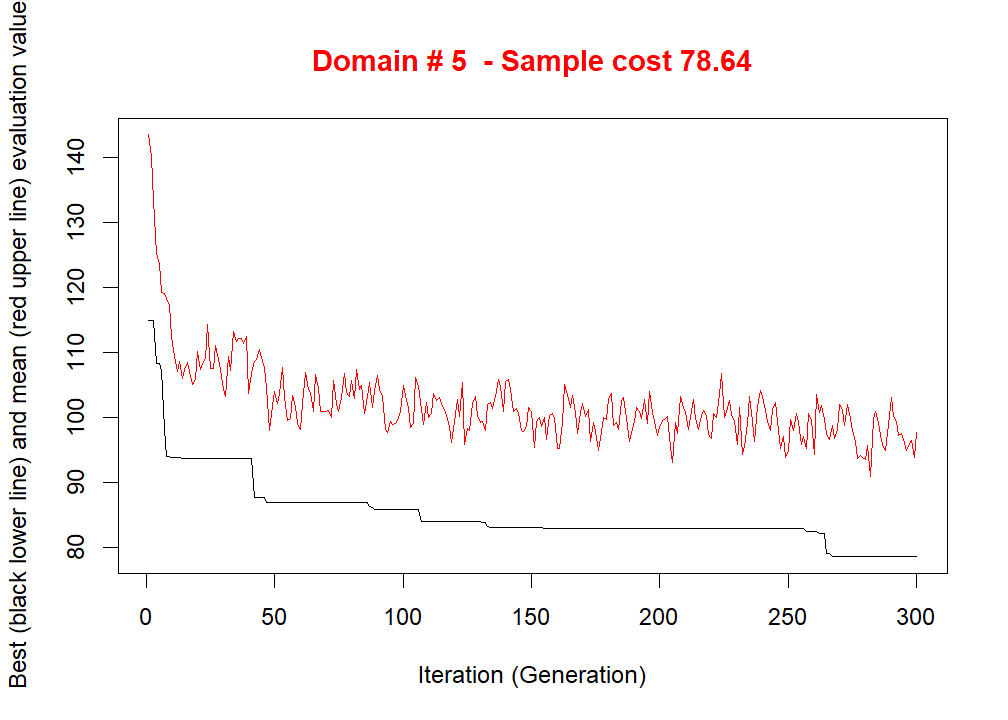 Domain # 5  - Sample cost 78.64
Best (black lower line) and mean (red upper line) evaluation value
140
130
120
110
100
90
80
0 50 100 150 200 250 300
Iteration (Generation)